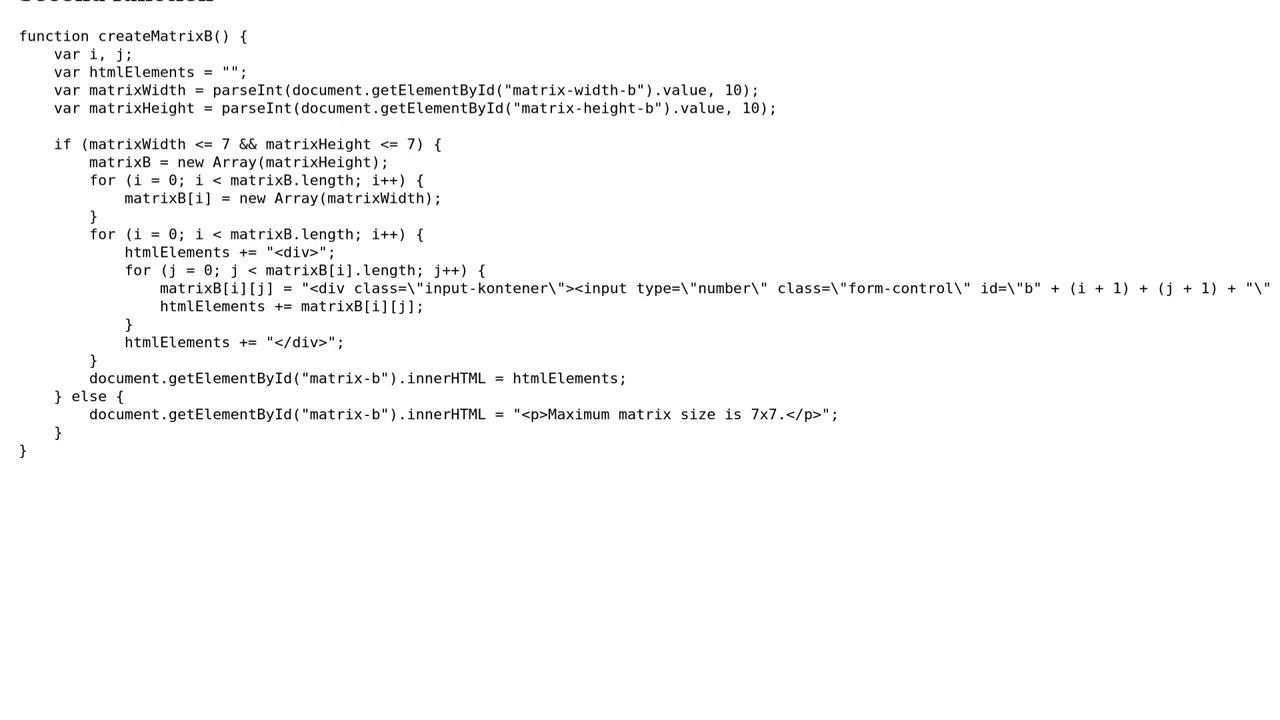 Second function
function createMatrixB() {
    var i, j;
    var htmlElements = "";
    var matrixWidth = parseInt(document.getElementById("matrix-width-b").value, 10);
    var matrixHeight = parseInt(document.getElementById("matrix-height-b").value, 10);

    if (matrixWidth <= 7 && matrixHeight <= 7) {
        matrixB = new Array(matrixHeight);
        for (i = 0; i < matrixB.length; i++) {
            matrixB[i] = new Array(matrixWidth);
        }
        for (i = 0; i < matrixB.length; i++) {
            htmlElements += "<div>";
            for (j = 0; j < matrixB[i].length; j++) {
                matrixB[i][j] = "<div class=\"input-kontener\"><input type=\"number\" class=\"form-control\" id=\"b" + (i + 1) + (j + 1) + "\"
                htmlElements += matrixB[i][j];
            }
            htmlElements += "</div>";
        }
        document.getElementById("matrix-b").innerHTML = htmlElements;
    } else {
        document.getElementById("matrix-b").innerHTML = "<p>Maximum matrix size is 7x7.</p>";
    }
}